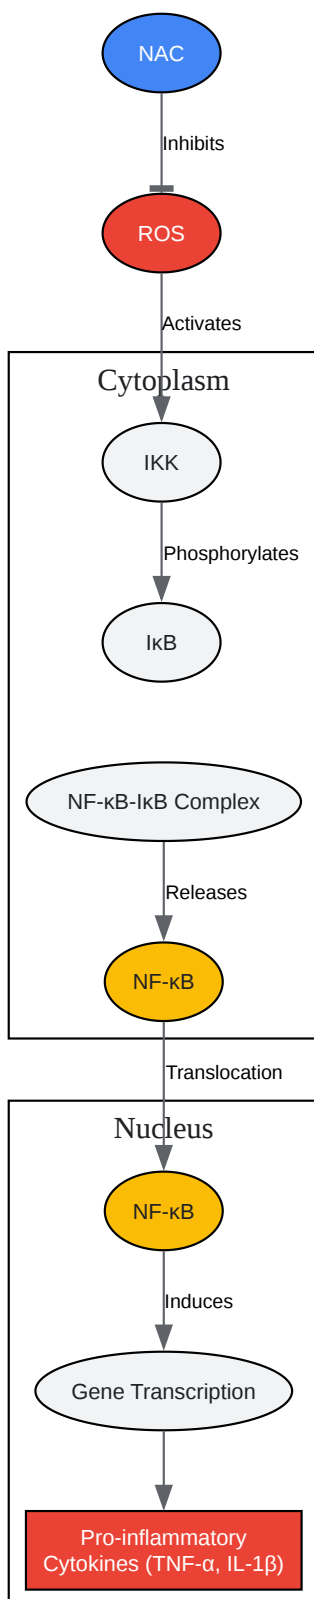 NAC
Inhibits
ROS
Activates
Cytoplasm
IKK
Phosphorylates
IκB
NF-κB-IκB Complex
Releases
NF-κB
Translocation
Nucleus
NF-κB
Induces
Gene Transcription
Pro-inflammatory
Cytokines (TNF-α, IL-1β)